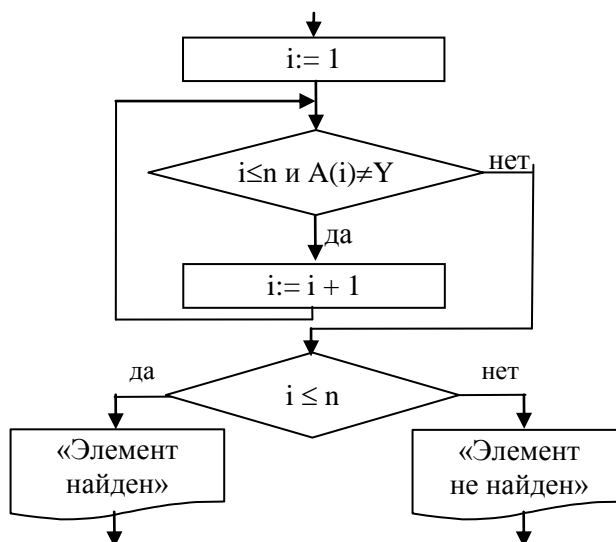 i:= 1
i≤n и A(i)≠Y
нет
да
i:= i + 1
да
i ≤ n
нет
«Элемент
найден»
«Элемент
не найден»